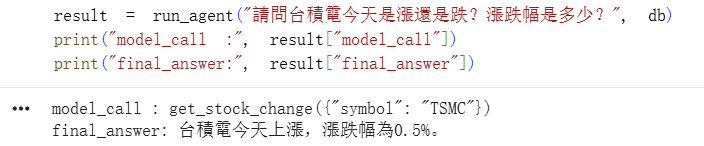 result = run_agent("請問台積電今天是漲還是跌？漲跌幅是多少？", db)
print("model_call :", result["model_call"])
print("final_answer:", result["final_answer"])
model_call : get_stock_change({"symbol": "TSMC"})
final_answer: 台積電今天上漲，漲跌幅為0.5%。